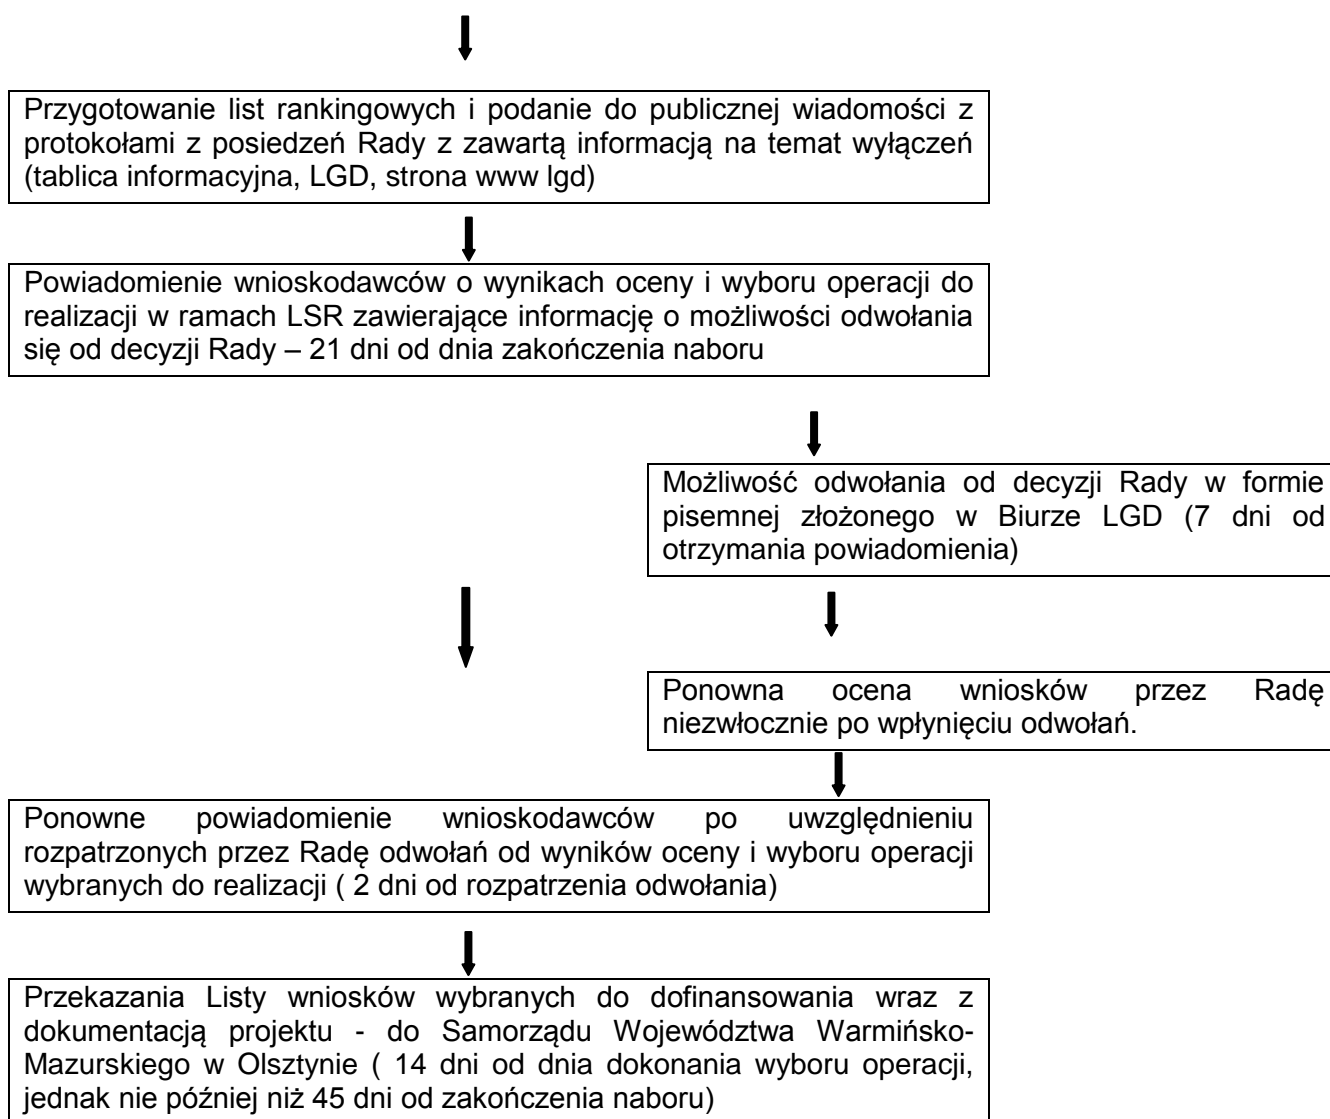 Przygotowanie list rankingowych i podanie do publicznej wiadomości z
protokołami z posiedzeń Rady z zawartą informacją na temat wyłączeń
(tablica informacyjna, LGD, strona www lgd)
Powiadomienie wnioskodawców o wynikach oceny i wyboru operacji do
realizacji w ramach LSR zawierające informację o możliwości odwołania
się od decyzji Rady – 21 dni od dnia zakończenia naboru
Możliwość odwołania od decyzji Rady w formie
pisemnej złożonego w Biurze LGD (7 dni od
otrzymania powiadomienia)
Ponowna ocena wniosków przez Radę
niezwłocznie po wpłynięciu odwołań.
Ponowne powiadomienie wnioskodawców po uwzględnieniu
rozpatrzonych przez Radę odwołań od wyników oceny i wyboru operacji
wybranych do realizacji ( 2 dni od rozpatrzenia odwołania)
Przekazania Listy wniosków wybranych do dofinansowania wraz z
dokumentacją projektu - do Samorządu Województwa Warmińsko-
Mazurskiego w Olsztynie ( 14 dni od dnia dokonania wyboru operacji,
jednak nie później niż 45 dni od zakończenia naboru)